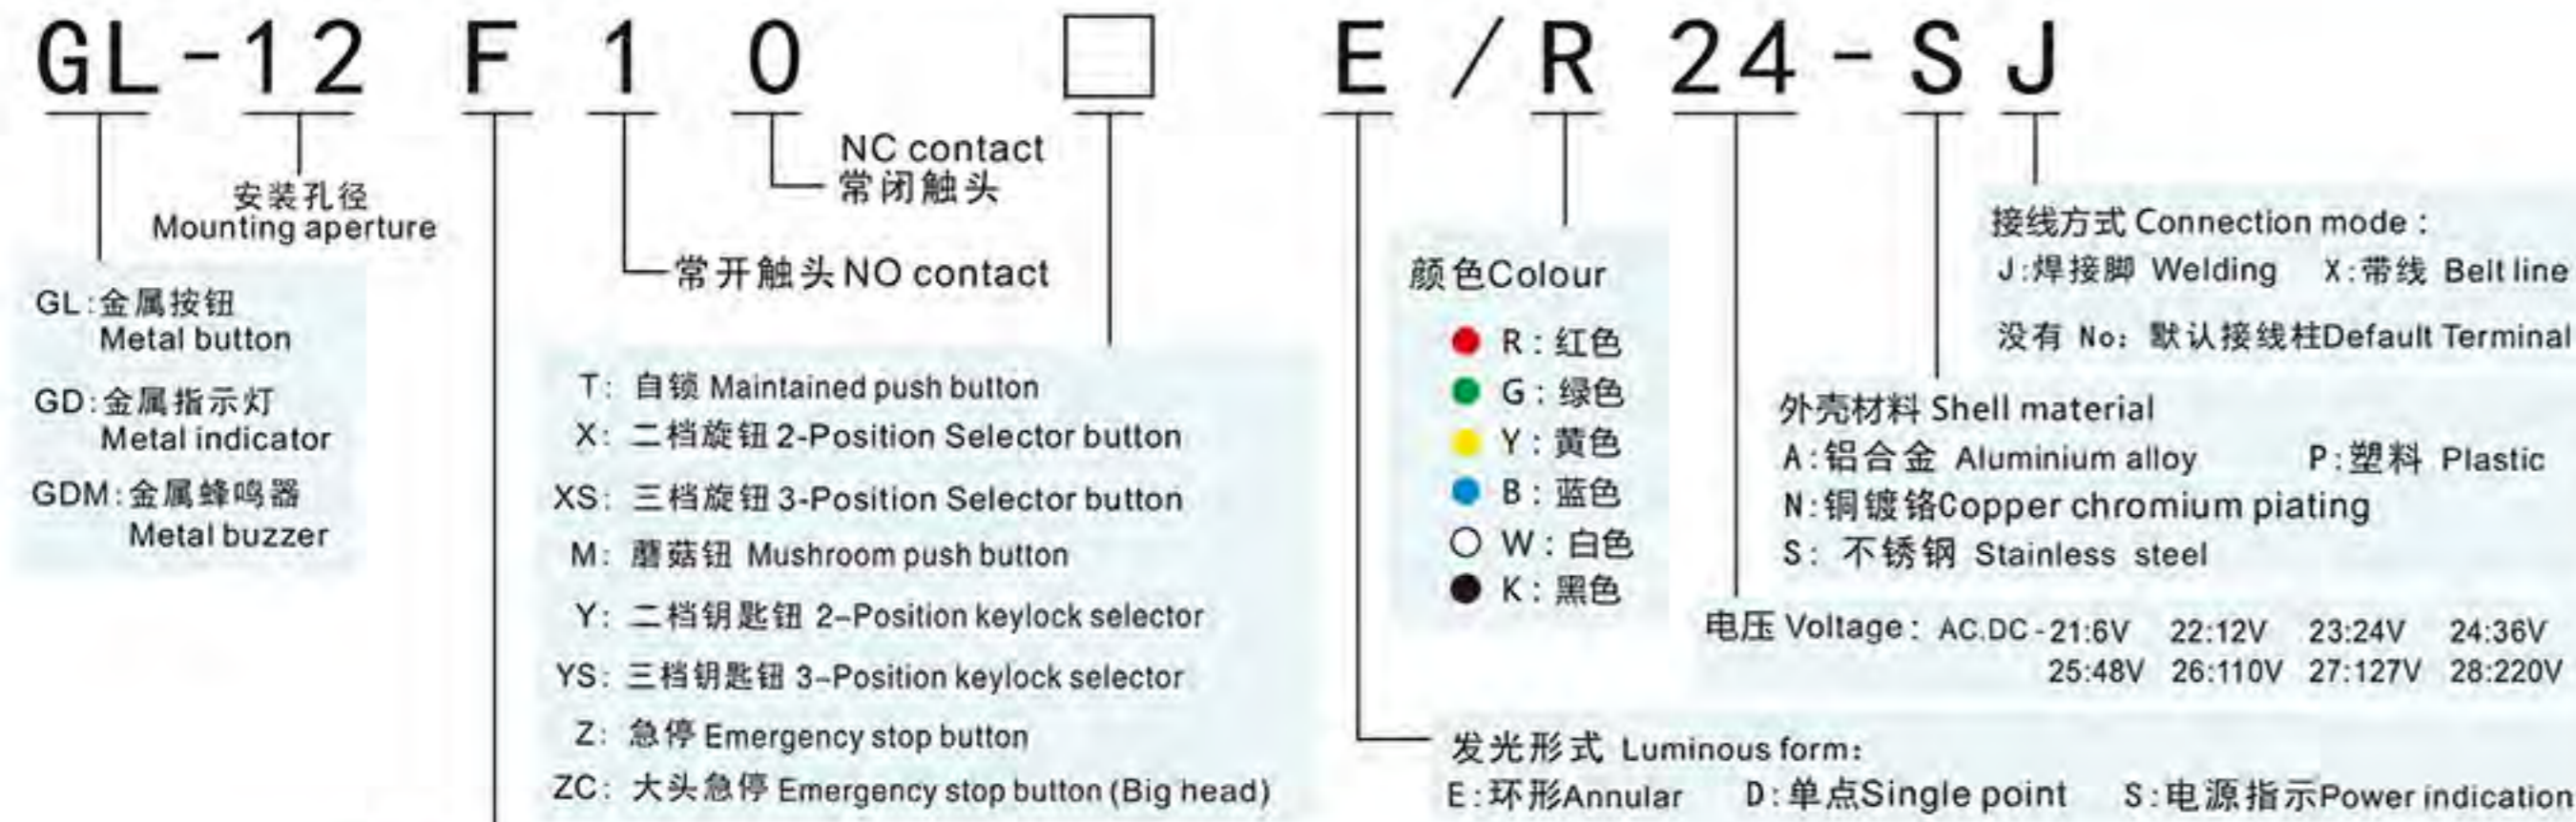 GL-12 F 1 0 □ E / R 24 - S J
NC contact
常闭触头
安装孔径
Mounting aperture
常开触头NO contact
GL:金属按钮
Metal button
GD:金属指示灯
Metal indicator
GDM:金属蜂鸣器
Metal buzzer
T: 自锁 Maintained push button
X: 二档旋钮 2-Position Selector button
XS: 三档旋钮 3-Position Selector button
M: 蘑菇钮 Mushroom push button
Y: 二档钥匙钮 2-Position keylock selector
YS: 三档钥匙钮 3-Position keylock selector
Z: 急停 Emergency stop button
ZC: 大头急停 Emergency stop button (Big head)
颜色Colour
R:红色
G:绿色
Y:黄色
B:蓝色
W:白色
K:黑色
接线方式 Connection mode:
J:焊接脚 Welding X:带线 Belt line
没有 No: 默认接线柱Default Terminal
外壳材料 Shell material
A:铝合金 Aluminium alloy P:塑料 Plastic
N:铜镀铬Copper chromium piating
S: 不锈钢 Stainless steel
电压 Voltage: AC.DC-21:6V 22:12V 23:24V 24:36V
25:48V 26:110V 27:127V 28:220V
发光形式 Luminous form:
E:环形Annular D:单点Single point S:电源指示Power indication